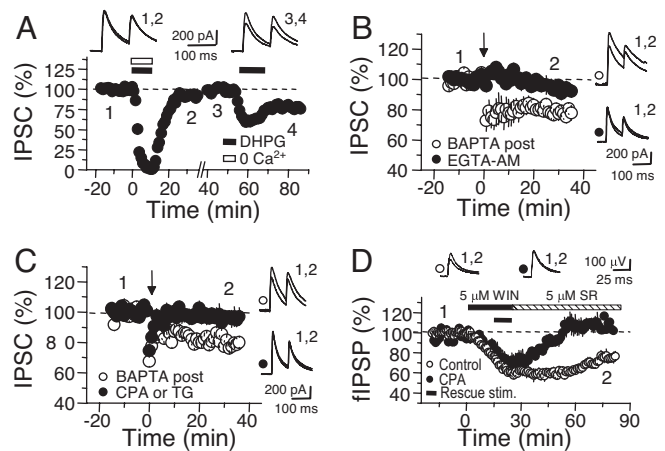 A
1,2
3,4
200 pA
100 ms
IPSC (%)
125
100
75
50
25
0
1
2
3
4
DHPG
0 Ca2+
-20
0
20
40
60
80
Time (min)
B
IPSC (%)
130
100
80
60
40
1
2
BAPTA post
EGTA-AM
-20
0
20
40
Time (min)
1,2
1,2
200 pA
100 ms
C
IPSC (%)
120
100
8 0
60
40
1
2
BAPTA post
CPA or TG
-20
0
20
40
Time (min)
1,2
1,2
200 pA
100 ms
D
1,2
1,2
100 µV
25 ms
fIPSP (%)
120
100
80
60
40
5 µM WIN
5 µM SR
1
2
Control
CPA
Rescue stim.
-30
0
30
60
90
Time (min)